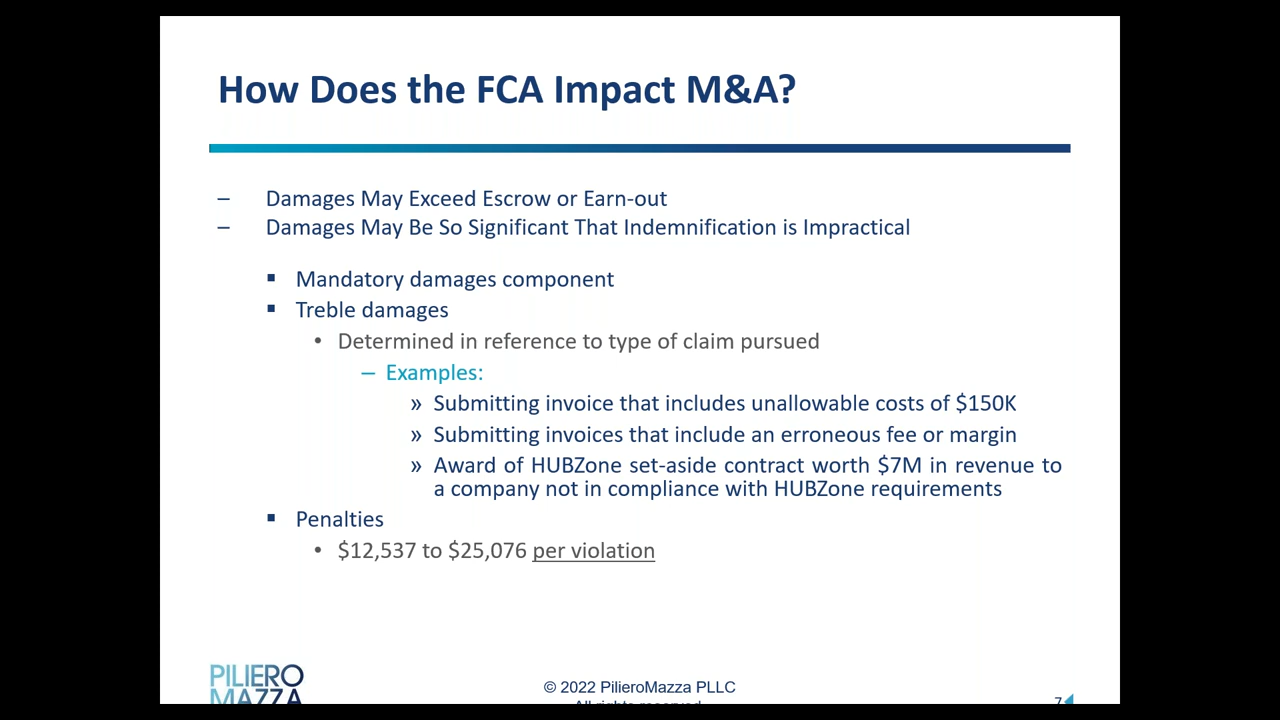 How Does the FCA Impact M&A?
– Damages May Exceed Escrow or Earn-out
– Damages May Be So Significant That Indemnification is Impractical
▪ Mandatory damages component
▪ Treble damages
• Determined in reference to type of claim pursued
– Examples:
» Submitting invoice that includes unallowable costs of $150K
» Submitting invoices that include an erroneous fee or margin
» Award of HUBZone set-aside contract worth $7M in revenue to
a company not in compliance with HUBZone requirements
▪ Penalties
• $12,537 to $25,076 per violation
PILIERO
MAZZA
© 2022 PilieroMazza PLLC
All rights reserved
7